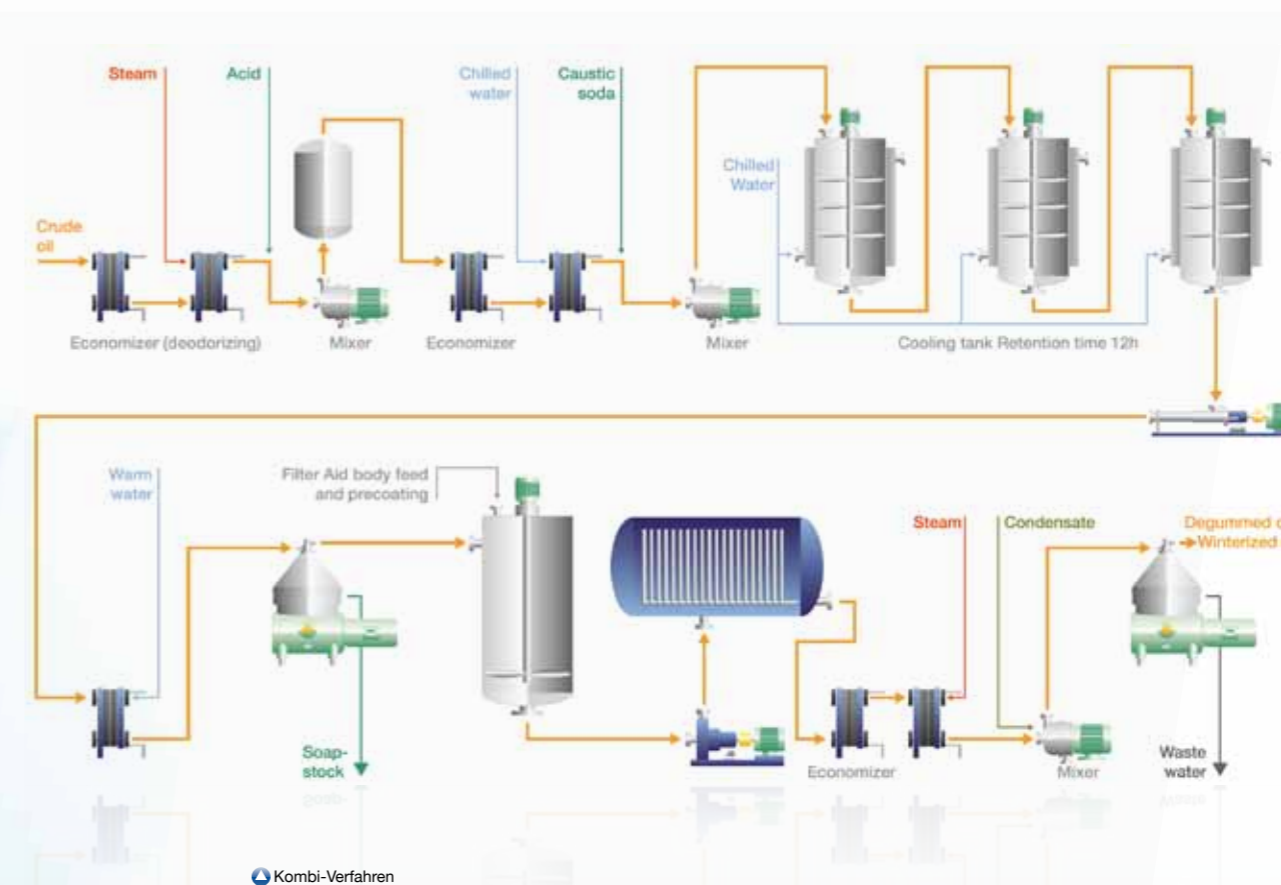 Steam
Acid
Chilled
water
Caustic
soda
Chilled
Water
Crude
oil
Economizer (deodorizing)
Mixer
Economizer
Mixer
Cooling tank Retention time 12h
Warm
water
Filter Aid body feed
and precoating
Steam
Condensate
Degummed
Winterized
Soap-
stock
Economizer
Mixer
Waste
water
Kombi-Verfahren